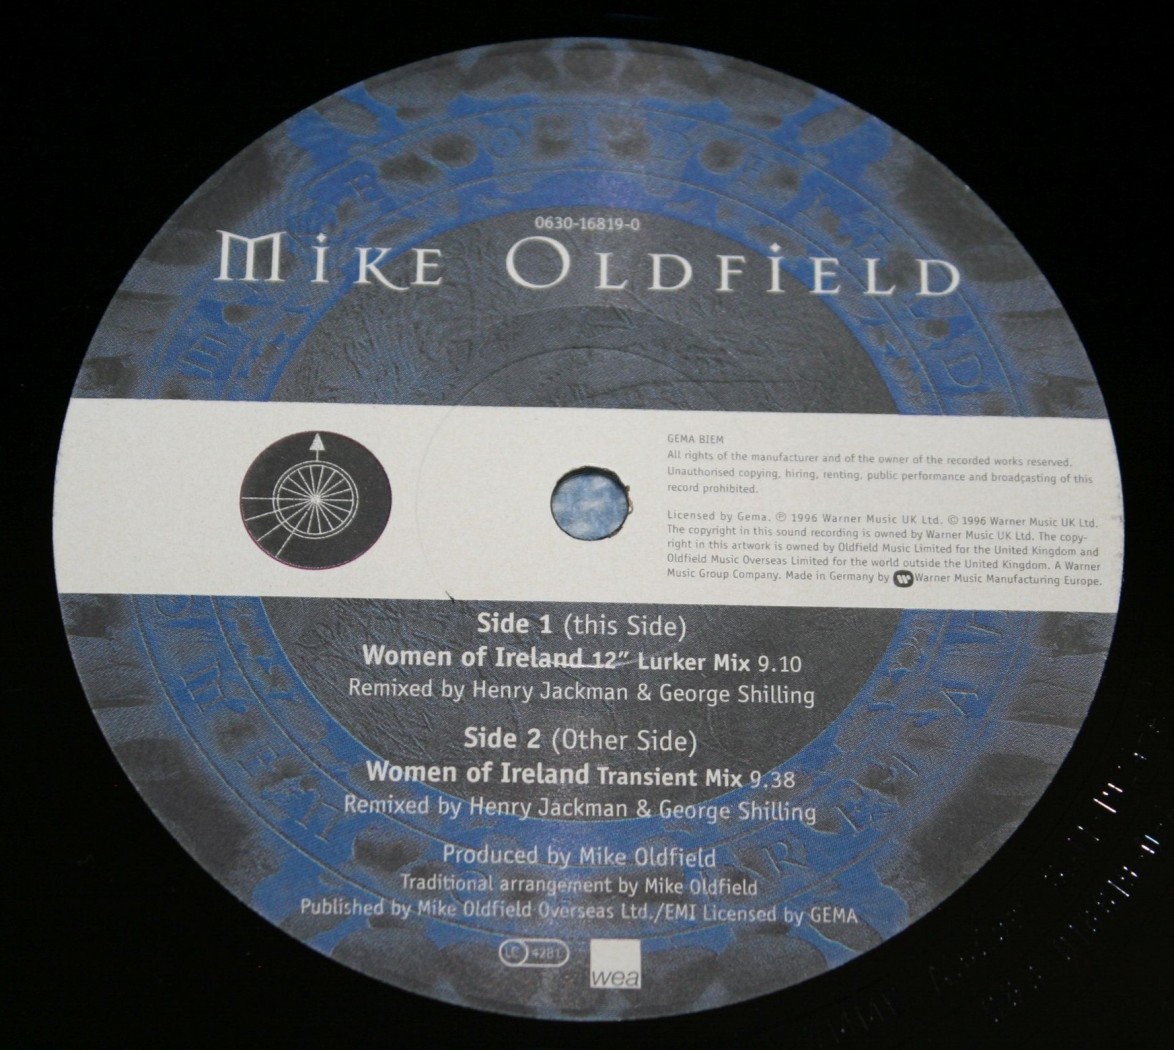 0630-16819-0
MiKE OLDFiELD
GEMA BIEM
All rights of the manufacturer and of the owner of the recorded works reserved.
Unauthorised copying, hiring, renting, public performance and broadcasting of this
record prohibited.
Licensed by Gema. ℗ 1996 Warner Music UK Ltd. © 1996 Warner Music UK Ltd.
The copyright in this sound recording is owned by Warner Music UK Ltd. The copy-
right in this artwork is owned by Oldfield Music Limited for the United Kingdom and
Oldfield Music Overseas Limited for the world outside the United Kingdom. A Warner
Music Group Company. Made in Germany by Warner Music Manufacturing Europe.
Side 1 (this Side)
Women of Ireland 12″ Lurker Mix 9.10
Remixed by Henry Jackman & George Shilling
Side 2 (Other Side)
Women of Ireland Transient Mix 9.38
Remixed by Henry Jackman & George Shilling
Produced by Mike Oldfield
Traditional arrangement by Mike Oldfield
Published by Mike Oldfield Overseas Ltd./EMI Licensed by GEMA
LC 4281
wea